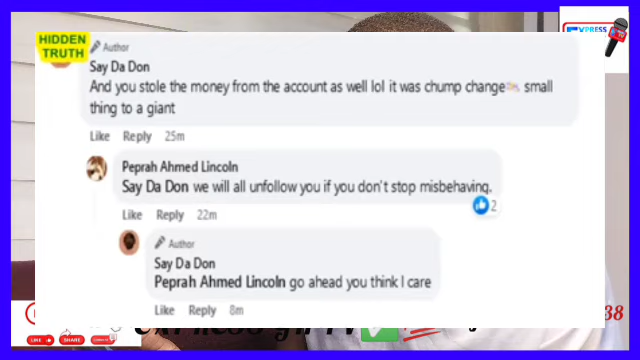 HIDDEN
TRUTH
EXPRESS
Author
Say Da Don
And you stole the money from the account as well lol it was chump change small
thing to a giant
Like Reply 25m
Peprah Ahmed Lincoln
Say Da Don we will all unfollow you if you don't stop misbehaving.
Like Reply 22m
2
Author
Say Da Don
Peprah Ahmed Lincoln go ahead you think I care
Like Reply 8m
38
LIKE SHARE